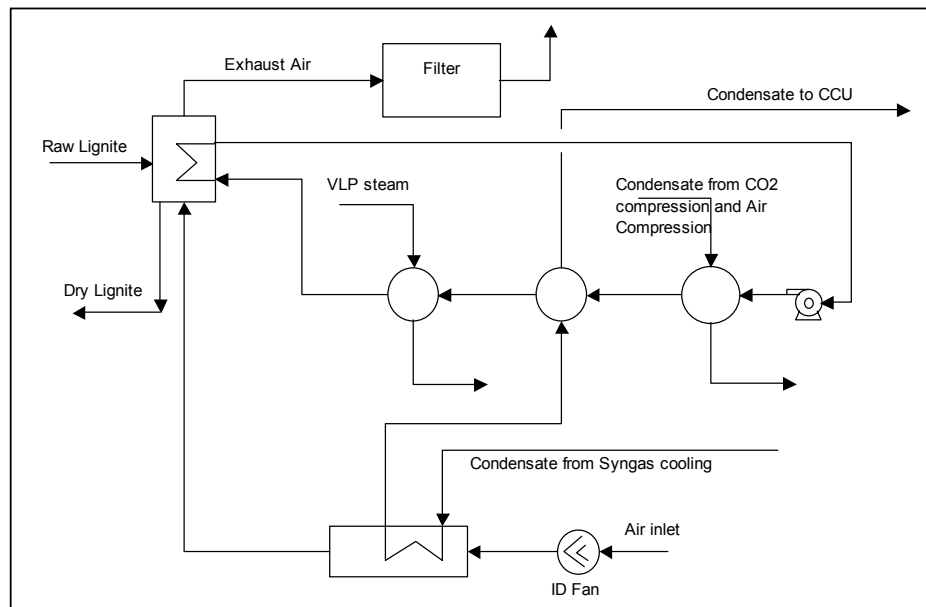 Exhaust Air
Filter
Condensate to CCU
Raw Lignite
VLP steam
Condensate from CO2
compression and Air
Compression
Dry Lignite
Condensate from Syngas cooling
Air inlet
ID Fan